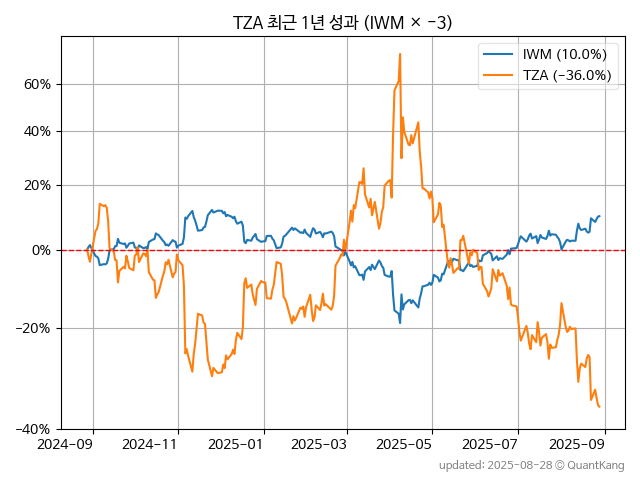 TZA 최근 1년 성과 (IWM × −3)
IWM (10.0%)
TZA (−36.0%)
60%
40%
20%
0%
−20%
−40%
2024-09 2024-11 2025-01 2025-03 2025-05 2025-07 2025-09
updated: 2025-08-28 © QuantKang